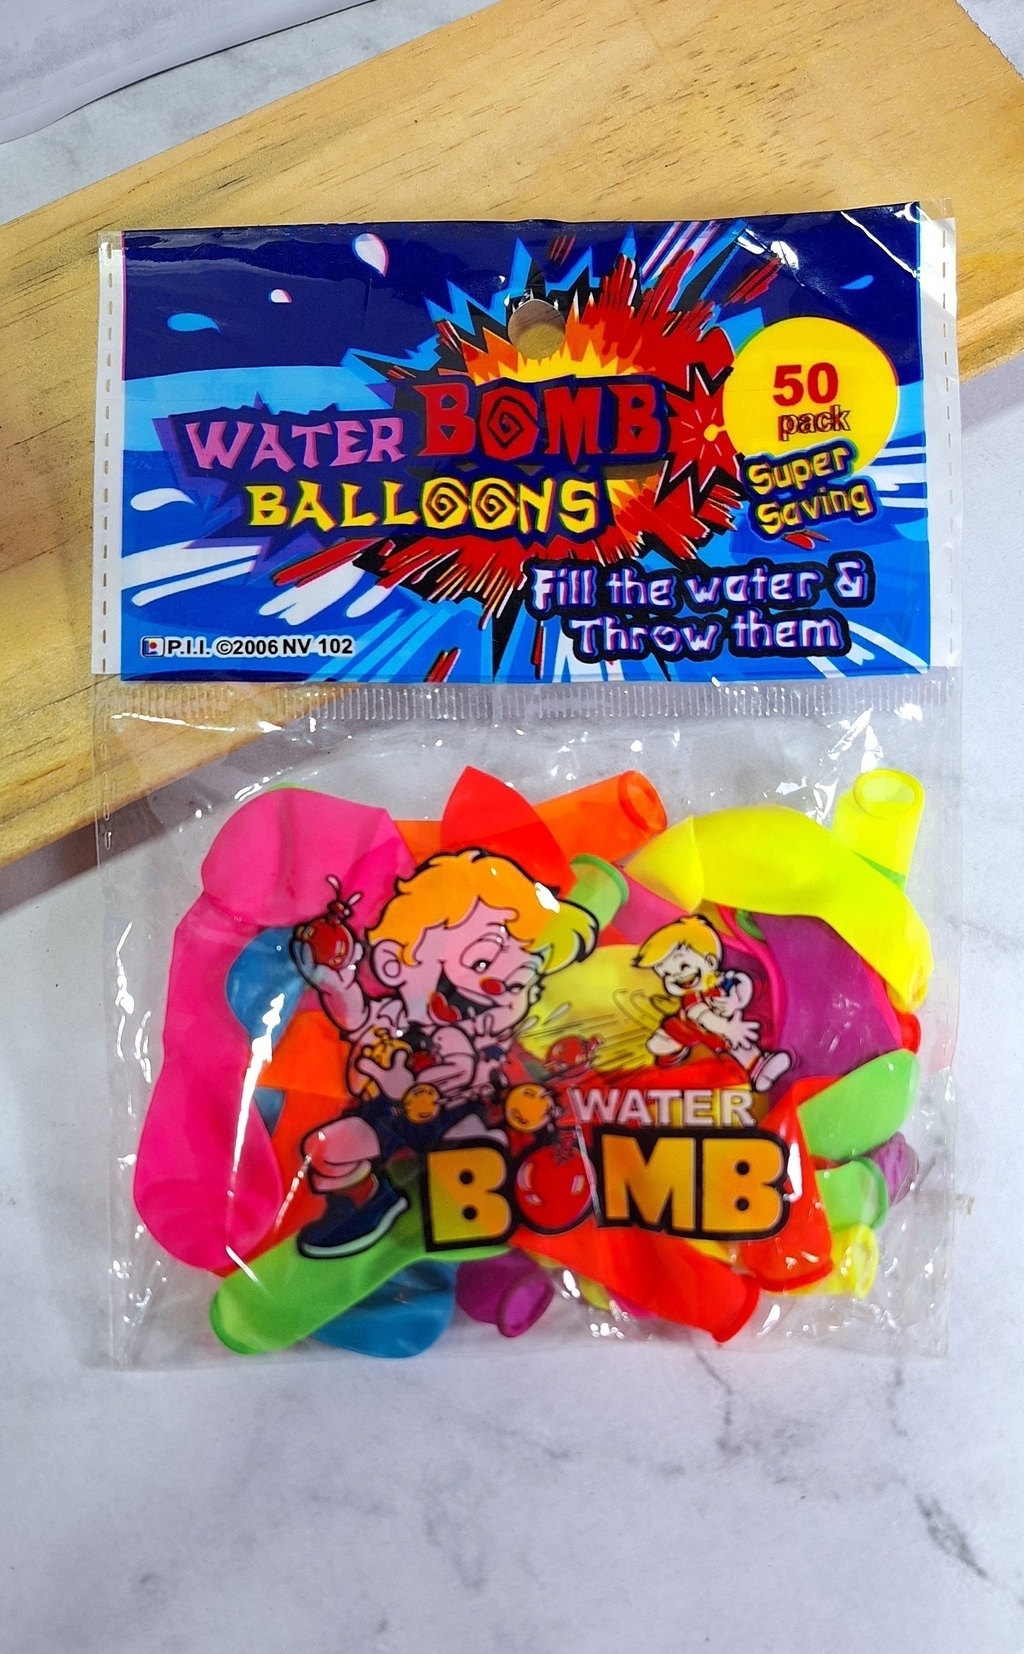 WATER BOMB
BALLOONS
50
pack
Super
Saving
Fill the water &
Throw them
P.I.I. ©2006 NV 102
WATER
BOMB